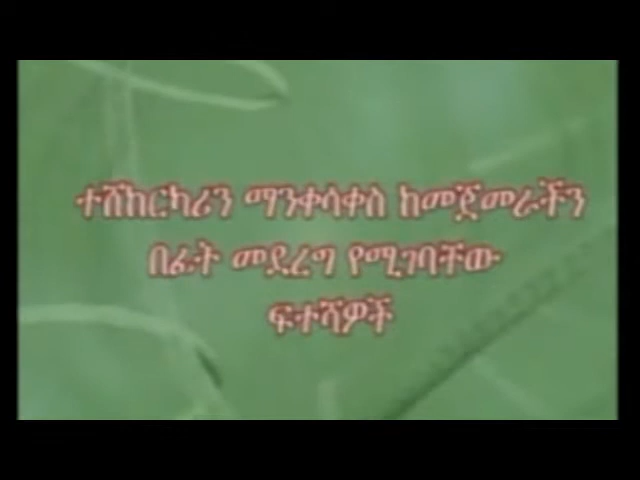 ተሽከርካሪን ማንቀሳቀስ ከመጀመራችን
በፊት መደረግ የሚገባቸው
ፍተሻዎች